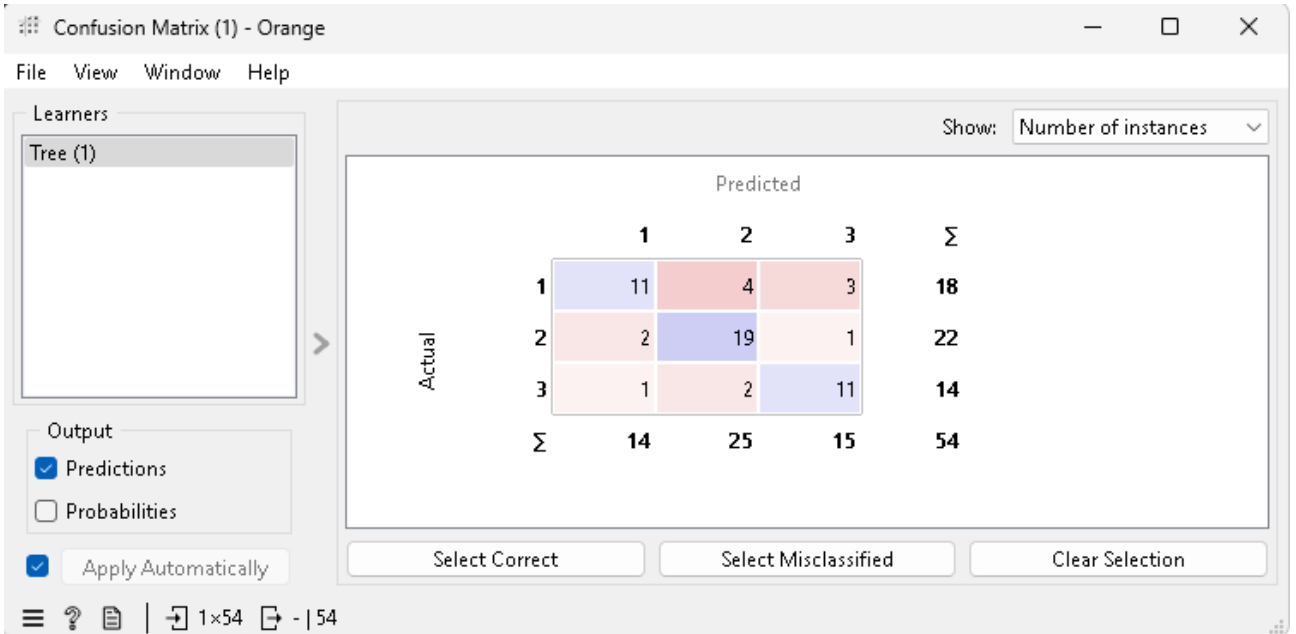 Confusion Matrix (1) - Orange
File View Window Help
Learners
Tree (1)
Output
Predictions
Probabilities
Apply Automatically
Show: Number of instances
Predicted
1 2 3 Σ
Actual
1 11 4 3 18
2 2 19 1 22
3 1 2 11 14
Σ 14 25 15 54
Select Correct Select Misclassified Clear Selection
1×54 - | 54